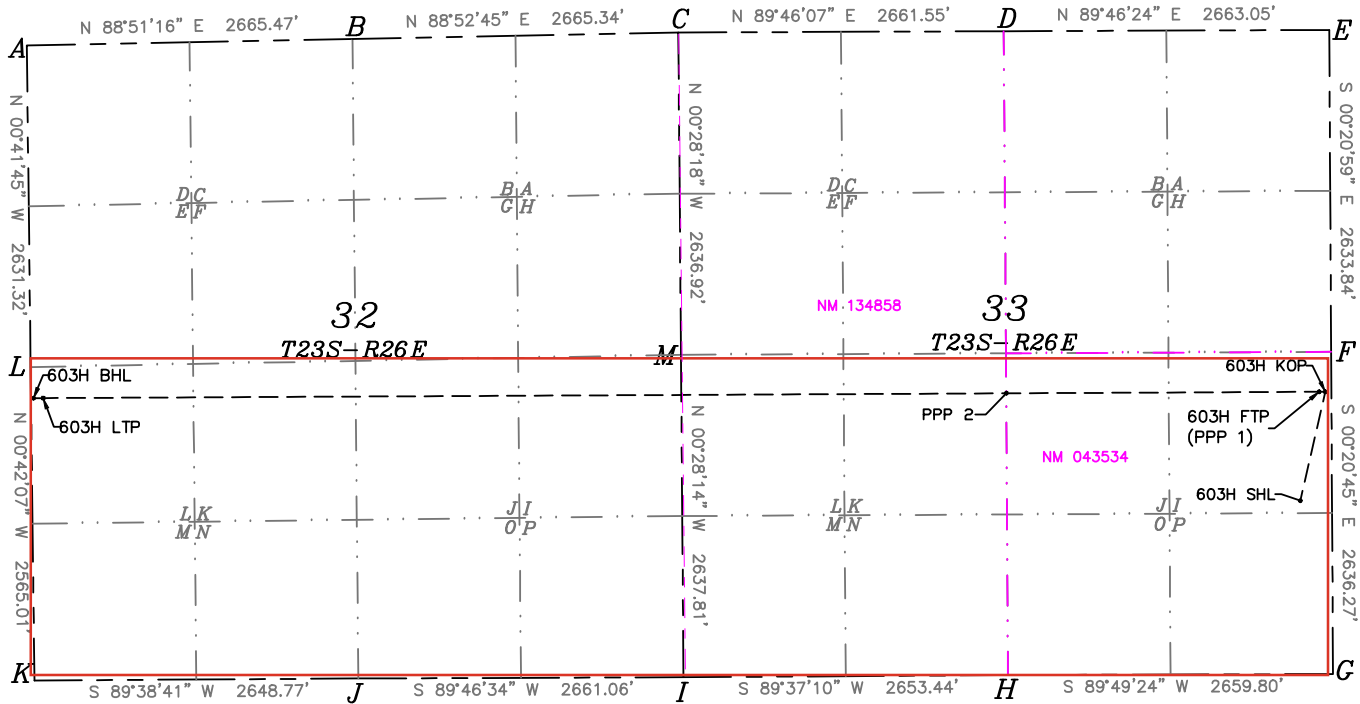 N 88°51'16" E 2665.47'
N 88°52'45" E 2665.34'
N 89°46'07" E 2661.55'
N 89°46'24" E 2663.05'
A
B
C
D
E
N 00°41'45" W 2631.32'
N 00°28'18" W 2636.92'
S 00°20'59" E 2633.84'
D C
E F
B A
G H
D C
E F
B A
G H
NM 134858
32
T23S-R26E
33
T23S-R26E
L
M
F
603H BHL
603H LTP
603H KOP
PPP 2
603H FTP
(PPP 1)
NM 043534
603H SHL
N 00°42'07" W 2565.01'
N 00°28'14" W 2637.81'
S 00°20'45" E 2636.27'
L K
M N
J I
O P
L K
M N
J I
O P
K
J
I
H
G
S 89°38'41" W 2648.77'
S 89°46'34" W 2661.06'
S 89°37'10" W 2653.44'
S 89°49'24" W 2659.80'